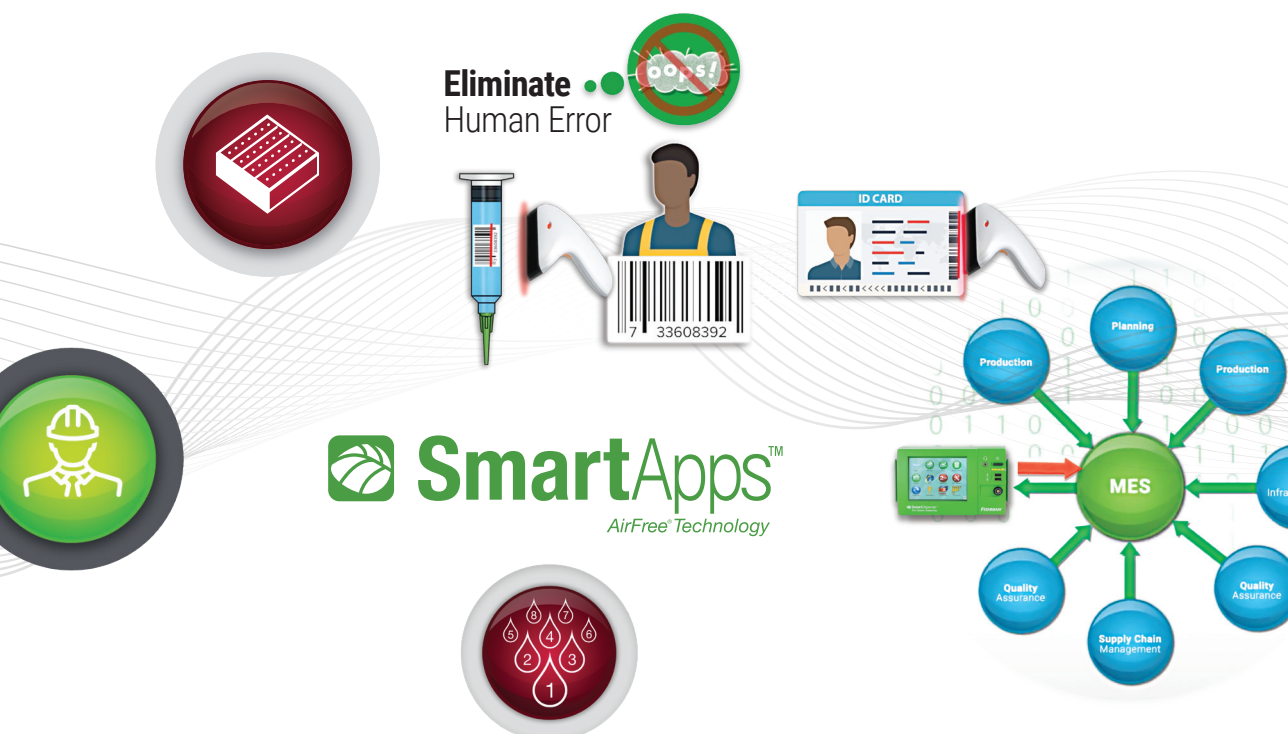 Eliminate
Human Error
oops!
ID CARD
7 33608392
SmartApps™
AirFree® Technology
Planning
Production
Production
MES
Infra
Quality
Assurance
Quality
Assurance
Supply Chain
Management
8 7
5 4 6
2 3
1